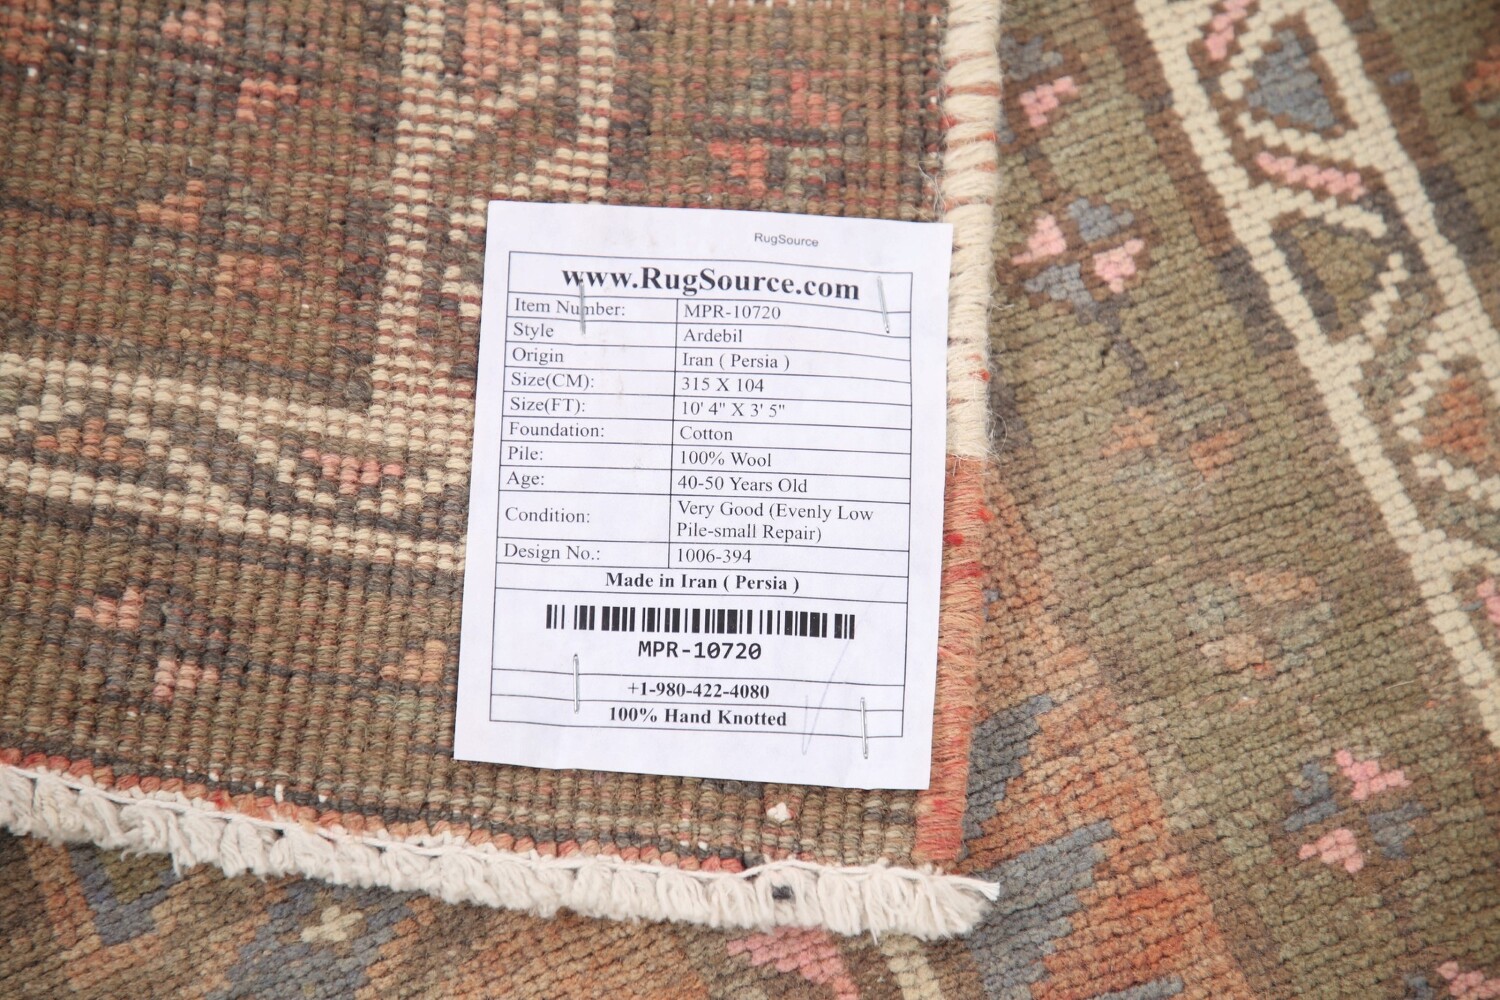 RugSource
www.RugSource.com
Item Number: MPR-10720
Style Ardebil
Origin Iran ( Persia )
Size(CM): 315 X 104
Size(FT): 10' 4" X 3' 5"
Foundation: Cotton
Pile: 100% Wool
Age: 40-50 Years Old
Condition: Very Good (Evenly Low
Pile-small Repair)
Design No.: 1006-394
Made in Iran ( Persia )
MPR-10720
+1-980-422-4080
100% Hand Knotted